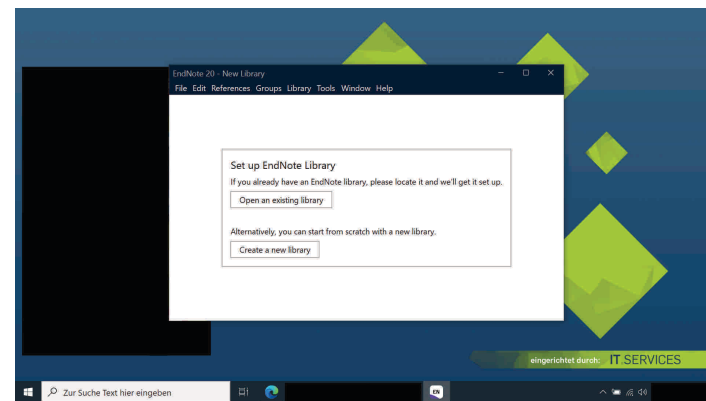 EndNote 20 - New Library
File Edit References Groups Library Tools Window Help
Set up EndNote Library
If you already have an EndNote library, please locate it and we'll get it set up.
Open an existing library
Alternatively, you can start from scratch with a new library.
Create a new library
eingerichtet durch: IT.SERVICES
Zur Suche Text hier eingeben
EN